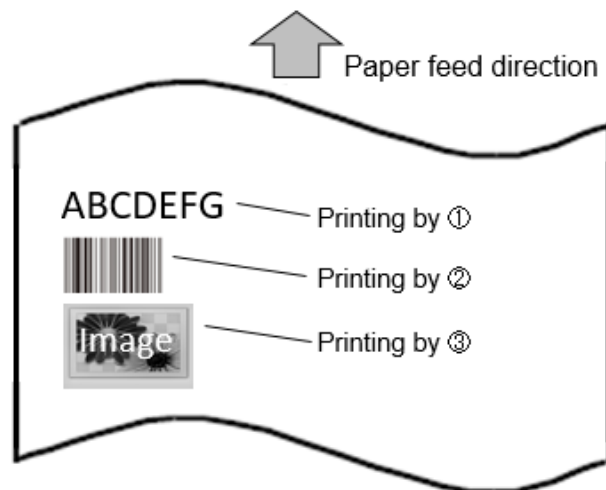 Paper feed direction
ABCDEFG
Printing by ①
Printing by ②
Image
Printing by ③